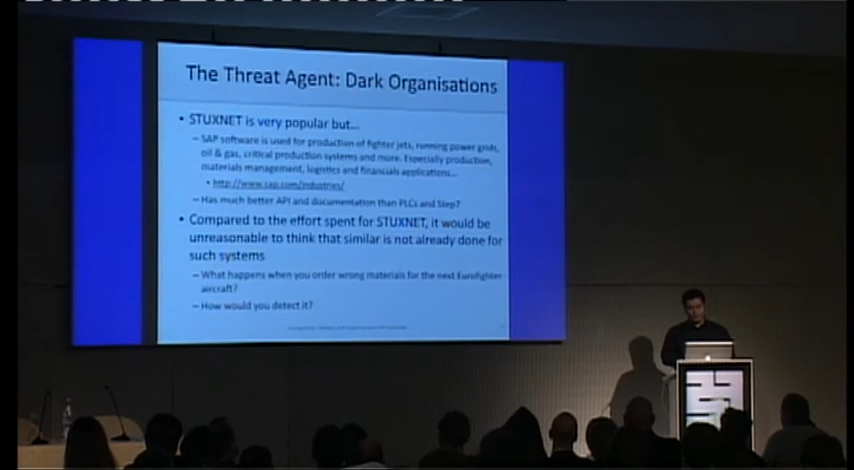 The Threat Agent: Dark Organisations
• STUXNET is very popular but...
– SAP software is used for production of fighter jets, running power grids,
oil & gas, critical production systems and more. Especially production,
materials management, logistics and financials applications...
• http://www.sap.com/industries/
– Has much better API and documentation than PLCs and Step7
• Compared to the effort spent for STUXNET, it would be
unreasonable to think that similar is not already done for
such systems
– What happens when you order wrong materials for the next Eurofighter
aircraft?
– How would you detect it?